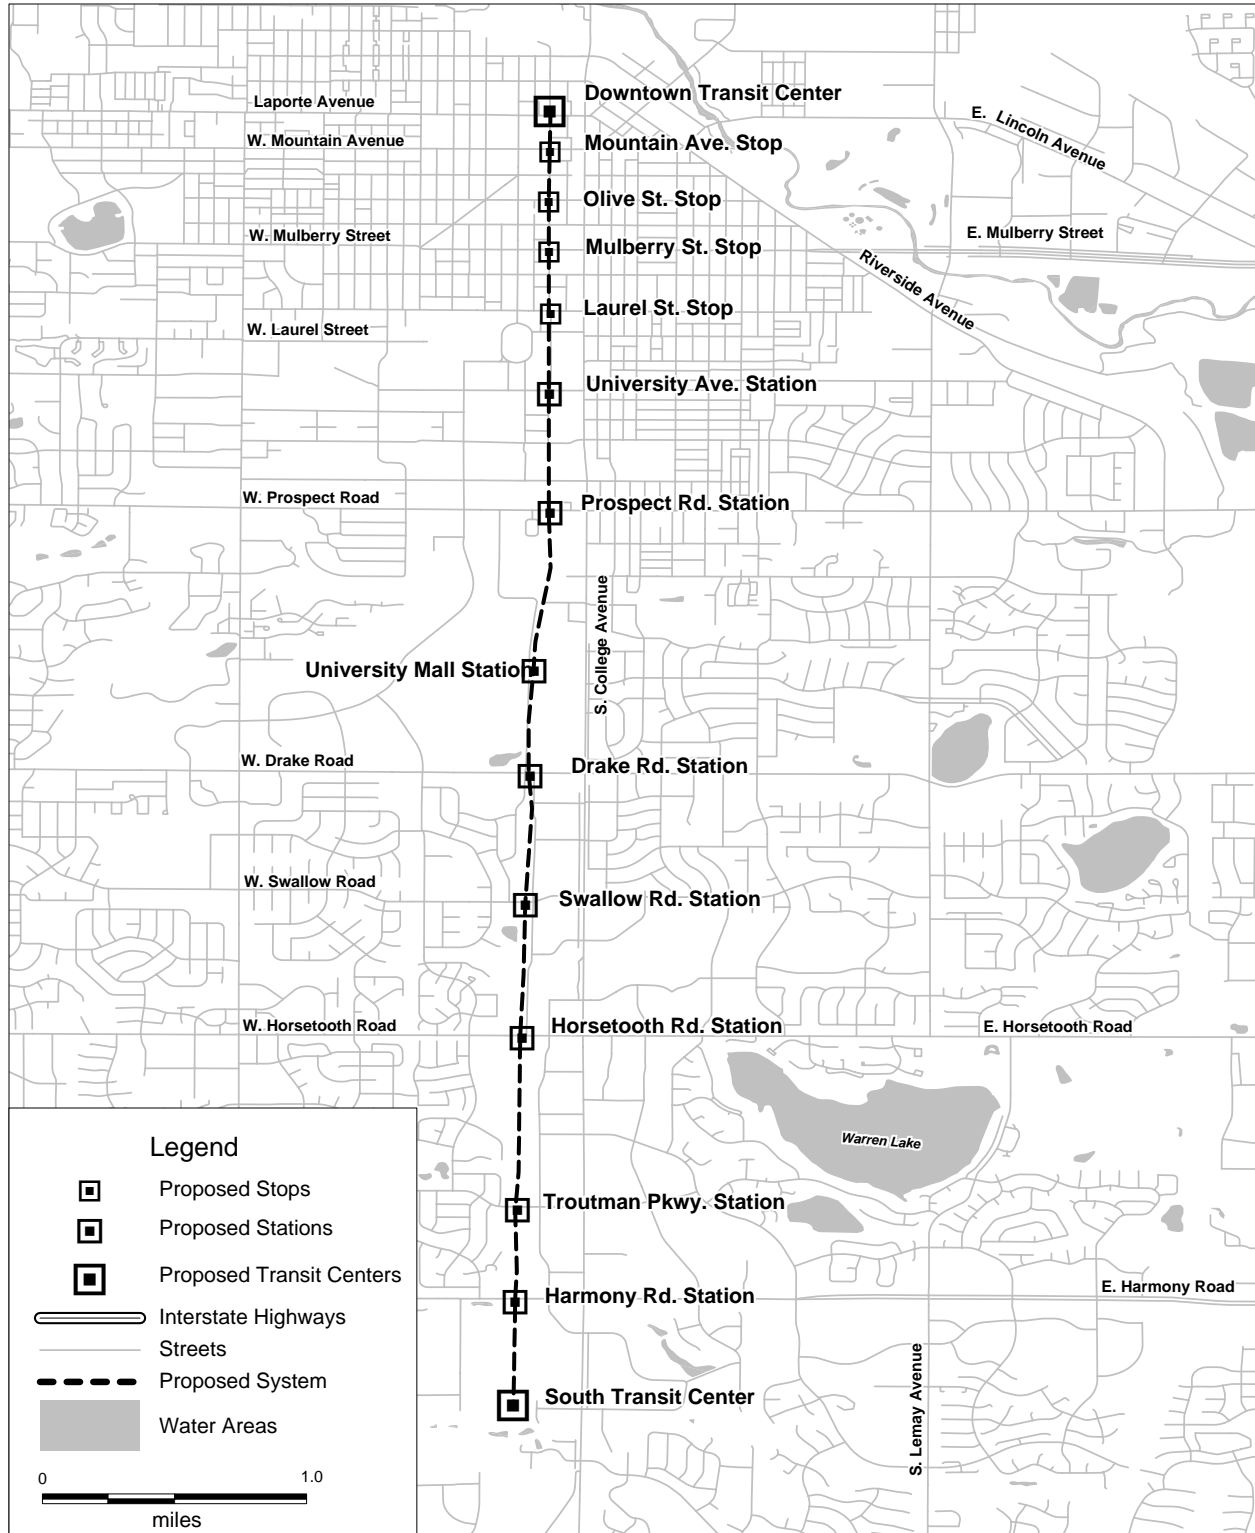 Downtown Transit Center
Laporte Avenue
E. Lincoln Avenue
W. Mountain Avenue
Mountain Ave. Stop
Olive St. Stop
W. Mulberry Street
Mulberry St. Stop
E. Mulberry Street
Riverside Avenue
Laurel St. Stop
W. Laurel Street
University Ave. Station
W. Prospect Road
Prospect Rd. Station
S. College Avenue
University Mall Station
W. Drake Road
Drake Rd. Station
W. Swallow Road
Swallow Rd. Station
W. Horsetooth Road
Horsetooth Rd. Station
E. Horsetooth Road
Warren Lake
Troutman Pkwy. Station
Harmony Rd. Station
E. Harmony Road
S. Lemay Avenue
South Transit Center
Legend
Proposed Stops
Proposed Stations
Proposed Transit Centers
Interstate Highways
Streets
Proposed System
Water Areas
0 1.0
miles